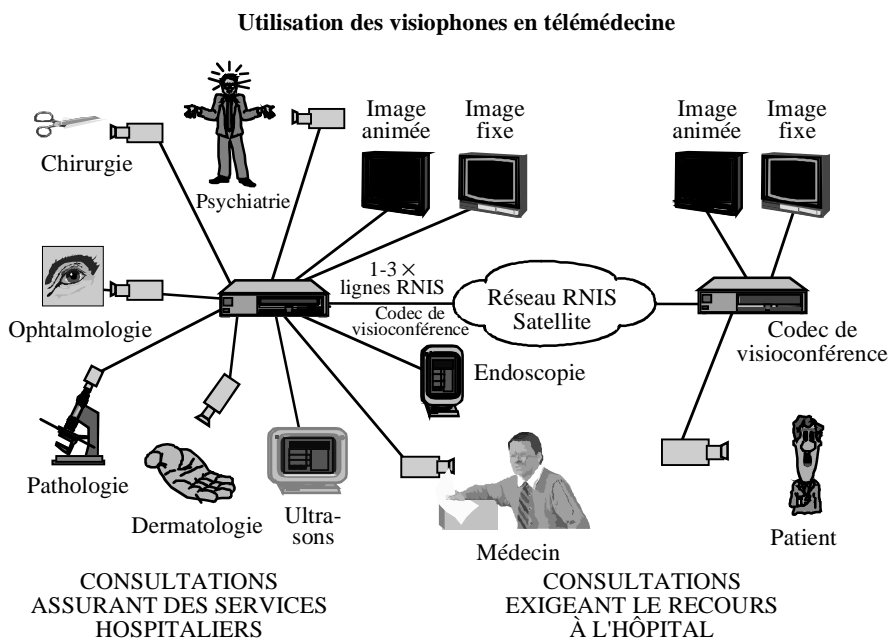 Utilisation des visiophones en télémédecine
Image
animée
Image
fixe
Image
animée
Image
fixe
Chirurgie
Psychiatrie
1-3 ×
lignes RNIS
Réseau RNIS
Satellite
Codec de
visioconférence
Codec de
visioconférence
Ophtalmologie
Endoscopie
Pathologie
Dermatologie
Ultra-
sons
Médecin
Patient
CONSULTATIONS
ASSURANT DES SERVICES
HOSPITALIERS
CONSULTATIONS
EXIGEANT LE RECOURS
À L'HÔPITAL